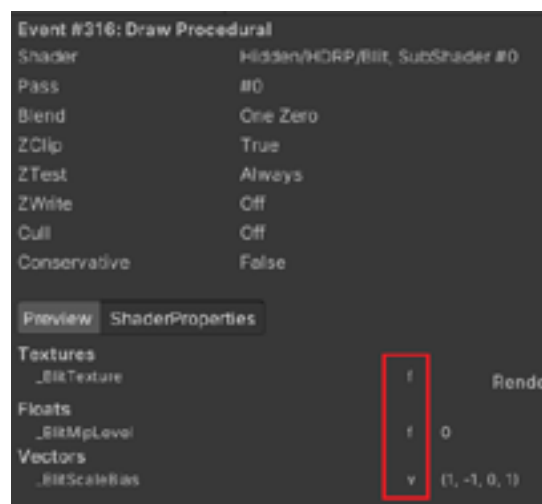 Event #316: Draw Procedural
Shader Hidden/HDRP/Blit, SubShader #0
Pass #0
Blend One Zero
ZClip True
ZTest Always
ZWrite Off
Cull Off
Conservative False
Preview ShaderProperties
Textures
_BlitTexture f Rende
Floats
_BlitMipLevel f 0
Vectors
_BlitScaleBias v (1, -1, 0, 1)